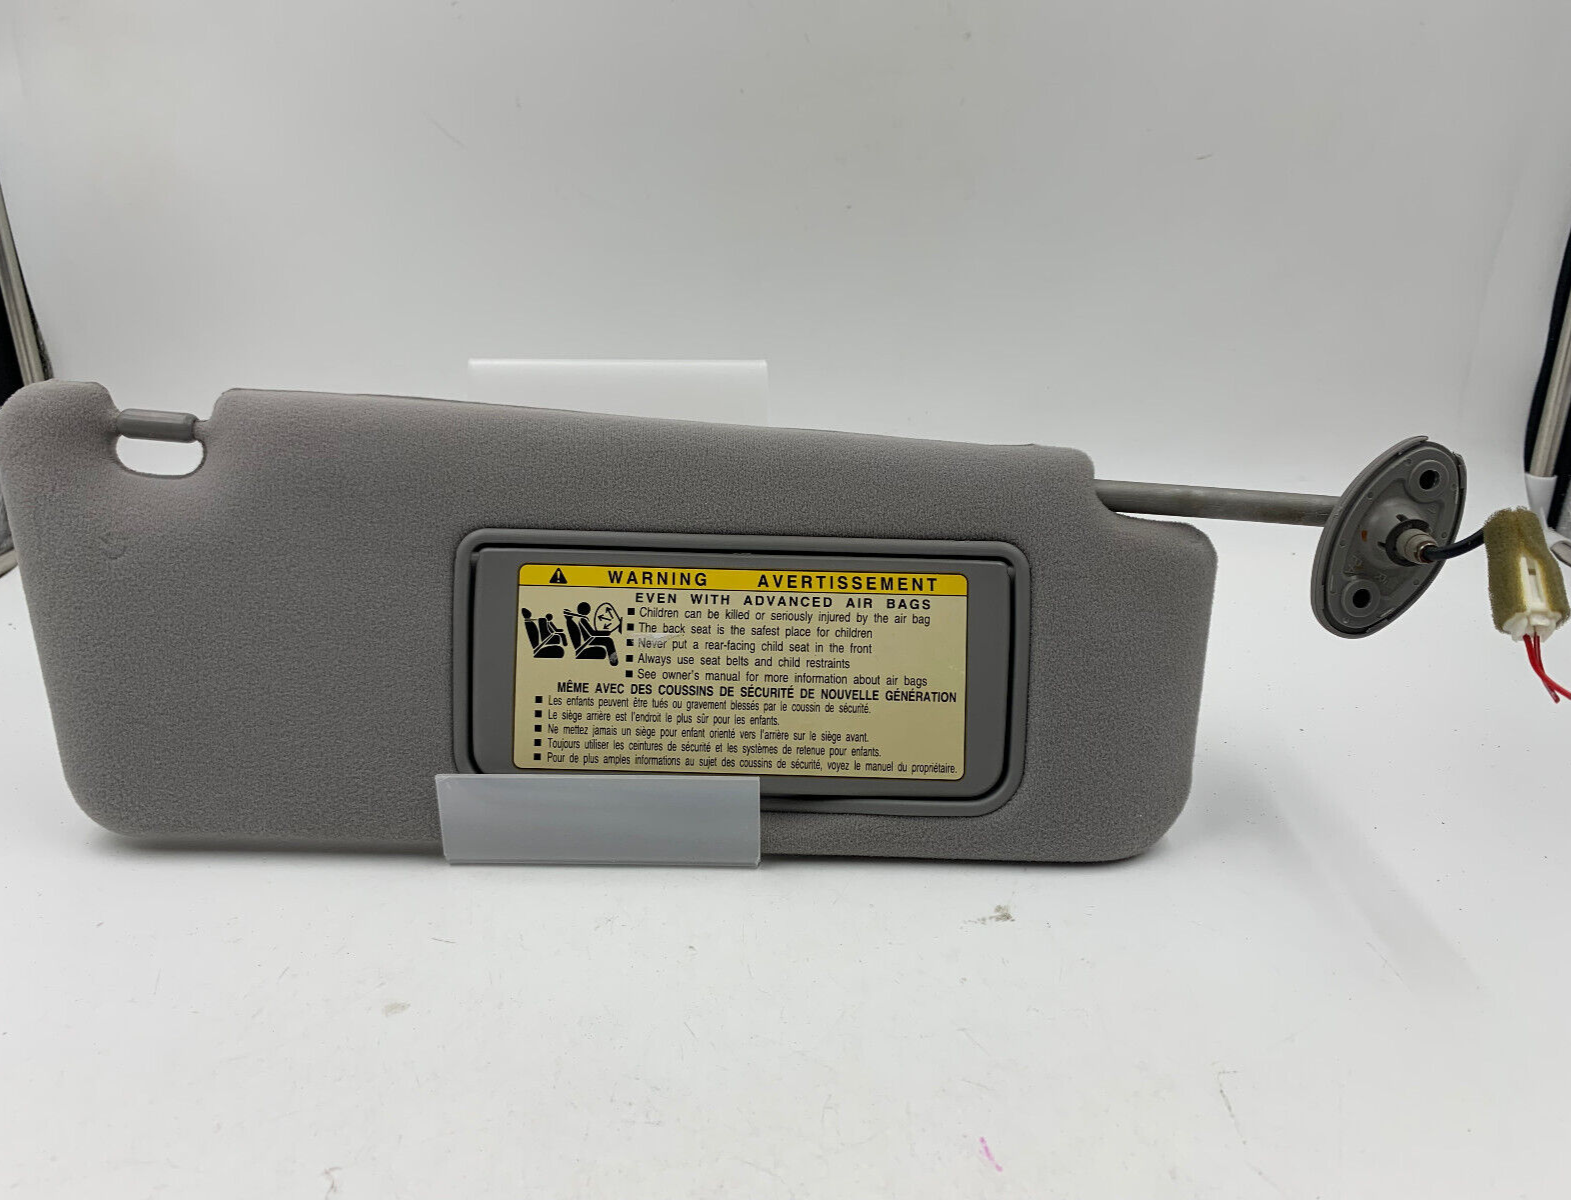 WARNING AVERTISSEMENT
EVEN WITH ADVANCED AIR BAGS
■ Children can be killed or seriously injured by the air bag
■ The back seat is the safest place for children
■ Never put a rear-facing child seat in the front
■ Always use seat belts and child restraints
■ See owner's manual for more information about air bags
MÊME AVEC DES COUSSINS DE SÉCURITÉ DE NOUVELLE GÉNÉRATION
■ Les enfants peuvent être tués ou gravement blessés par le coussin de sécurité.
■ Le siège arrière est l'endroit le plus sûr pour les enfants.
■ Ne mettez jamais un siège pour enfant orienté vers l'arrière sur le siège avant.
■ Toujours utiliser les ceintures de sécurité et les systèmes de retenue pour enfants.
■ Pour de plus amples informations au sujet des coussins de sécurité, voyez le manuel du propriétaire.